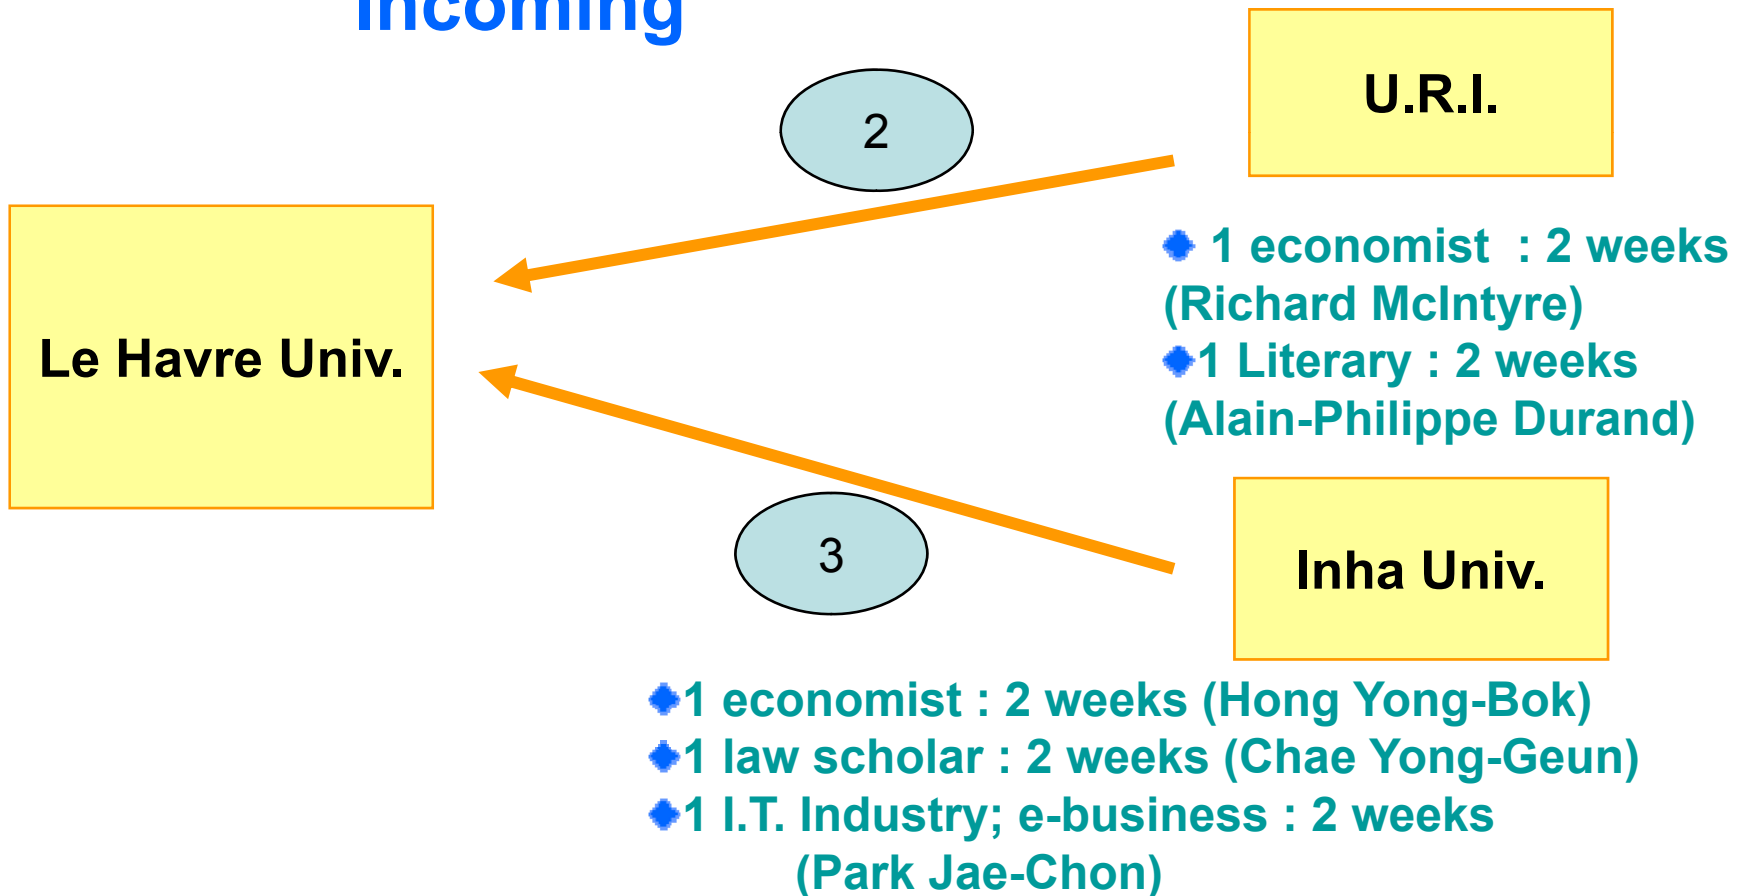 Incoming
U.R.I.
2
1 economist : 2 weeks
(Richard McIntyre)
1 Literary : 2 weeks
(Alain-Philippe Durand)
Le Havre Univ.
3
Inha Univ.
1 economist : 2 weeks (Hong Yong-Bok)
1 law scholar : 2 weeks (Chae Yong-Geun)
1 I.T. Industry; e-business : 2 weeks
(Park Jae-Chon)